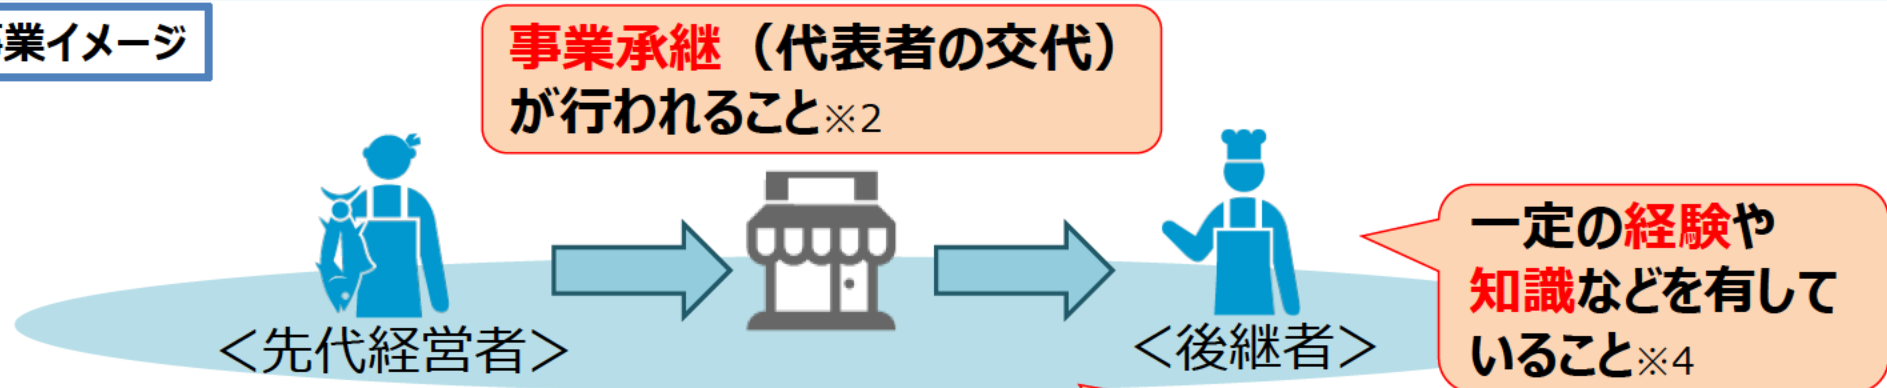 業イメージ
事業承継（代表者の交代）
が行われること※2
一定の経験や
知識などを有して
いること※4
＜先代経営者＞
＜後継者＞